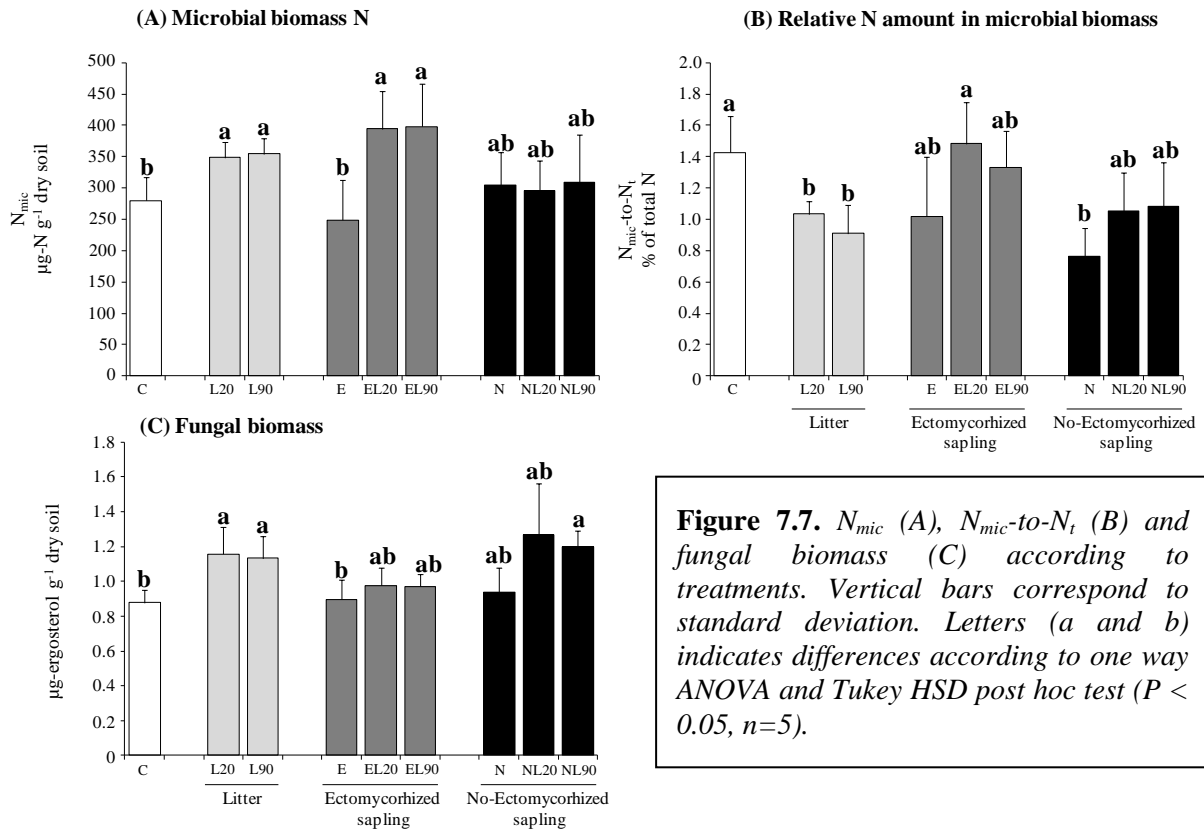 (A) Microbial biomass N
N_mic
µg-N g⁻¹ dry soil
500
450
400
350
300
250
200
150
100
50
0
b
a
a
b
a
a
ab
ab
ab
C
L20
L90
E
EL20
EL90
N
NL20
NL90
(B) Relative N amount in microbial biomass
N_mic-to-N_t
% of total N
2.0
1.8
1.6
1.4
1.2
1.0
0.8
0.6
0.4
0.2
0
a
b
b
ab
a
ab
b
ab
ab
C
L20
L90
E
EL20
EL90
N
NL20
NL90
Litter
Ectomycorhized
sapling
No-Ectomycorhized
sapling
(C) Fungal biomass
µg-ergosterol g⁻¹ dry soil
1.8
1.6
1.4
1.2
1.0
0.8
0.6
0.4
0.2
0
b
a
a
b
ab
ab
ab
ab
a
C
L20
L90
E
EL20
EL90
N
NL20
NL90
Litter
Ectomycorhized
sapling
No-Ectomycorhized
sapling
Figure 7.7. N_mic (A), N_mic-to-N_t (B) and
fungal biomass (C) according to
treatments. Vertical bars correspond to
standard deviation. Letters (a and b)
indicates differences according to one way
ANOVA and Tukey HSD post hoc test (P <
0.05, n=5).